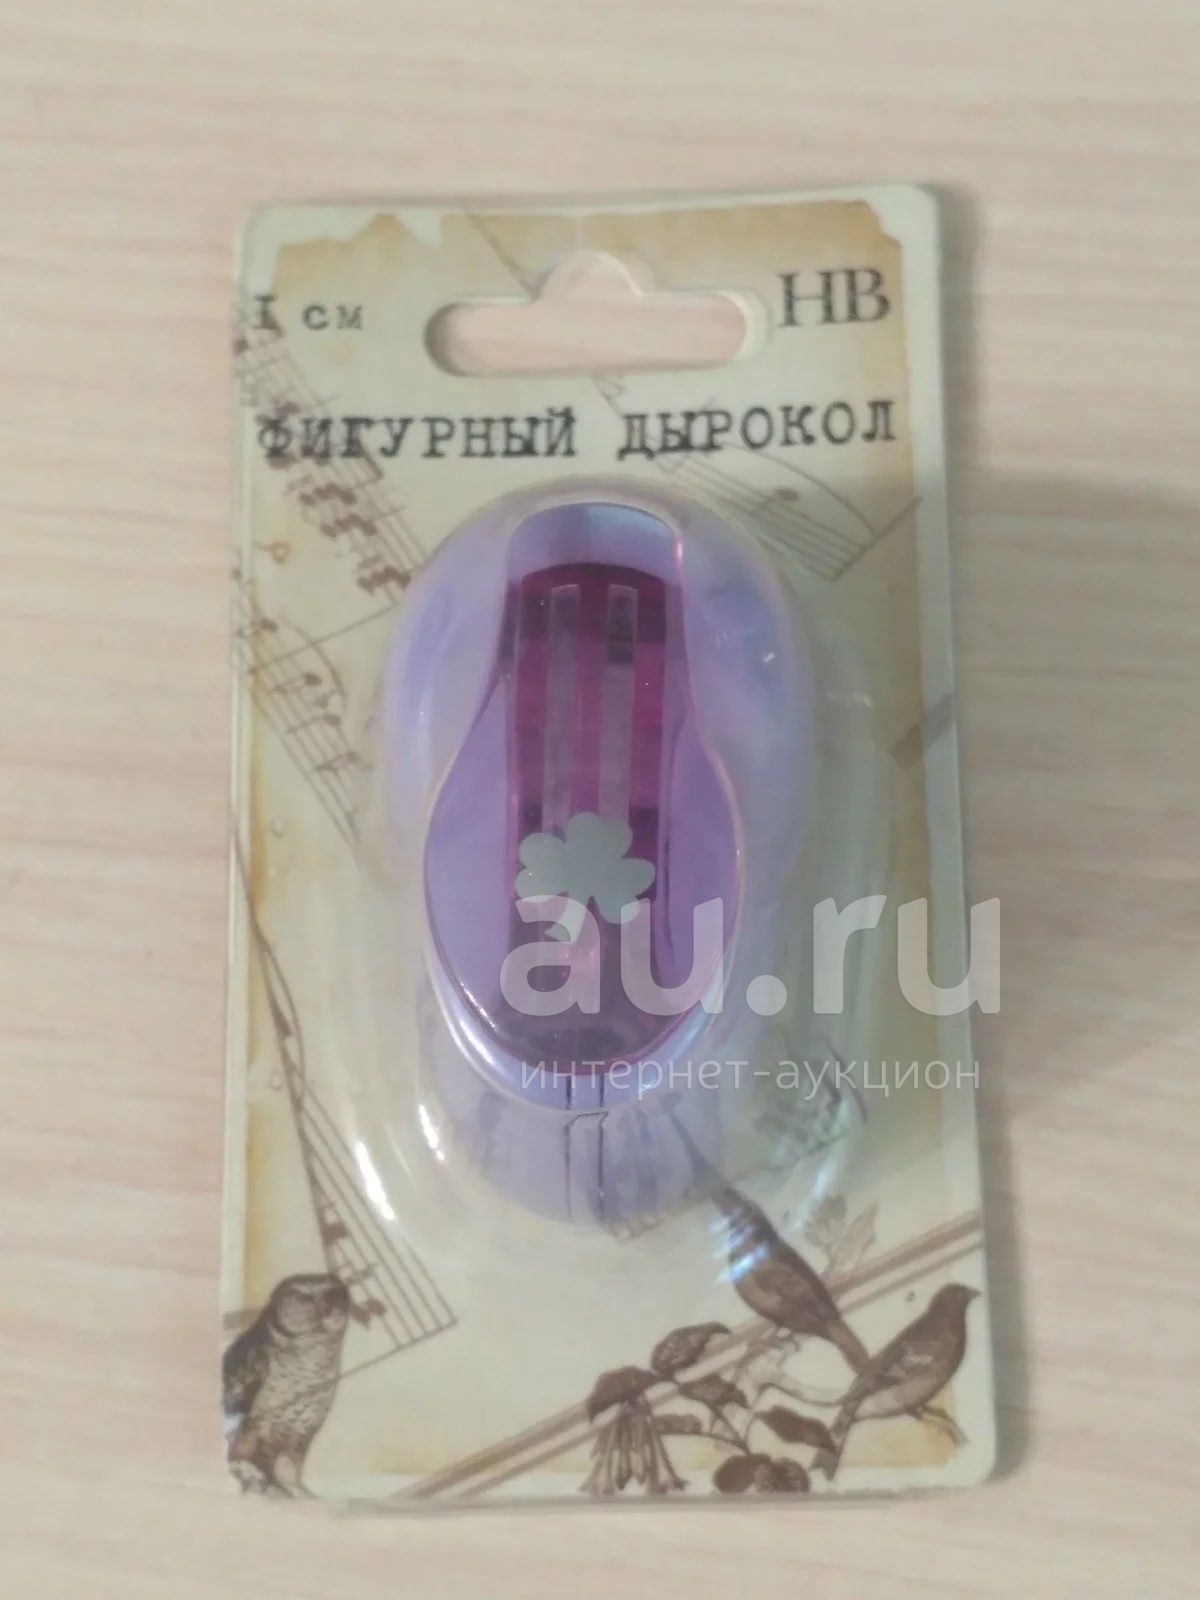 1 см
НВ
ФИГУРНЫЙ ДЫРОКОЛ
au.ru
интернет-аукцион